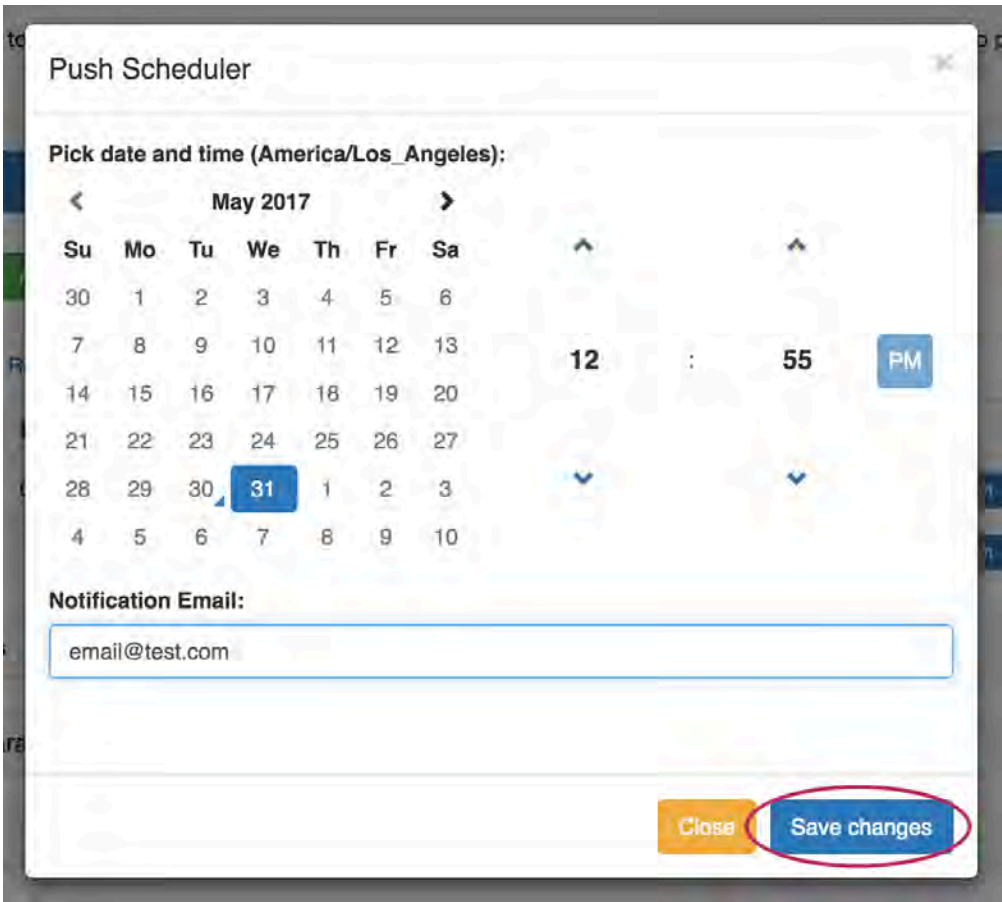 Push Scheduler ×
Pick date and time (America/Los_Angeles):
May 2017
Su Mo Tu We Th Fr Sa
30 1 2 3 4 5 6
7 8 9 10 11 12 13
14 15 16 17 18 19 20
21 22 23 24 25 26 27
28 29 30 31 1 2 3
4 5 6 7 8 9 10
12 : 55 PM
Notification Email:
email@test.com
Close Save changes